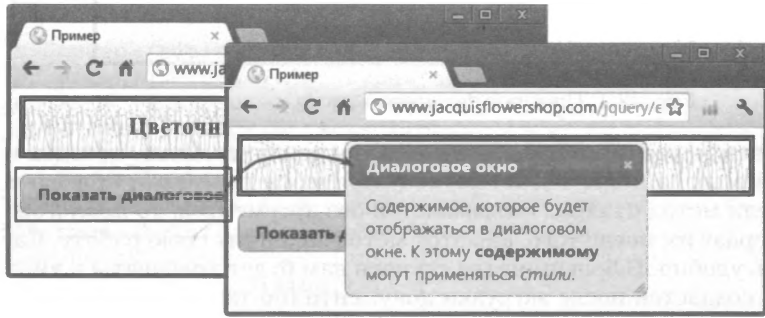 Пример
www.ja
Цветочн
Показать диалоговое
Пример
www.jacquisflowershop.com/jquery/e
Диалоговое окно
Содержимое, которое будет
отображаться в диалоговом
окне. К этому содержимому
могут применяться стили.
Показать д